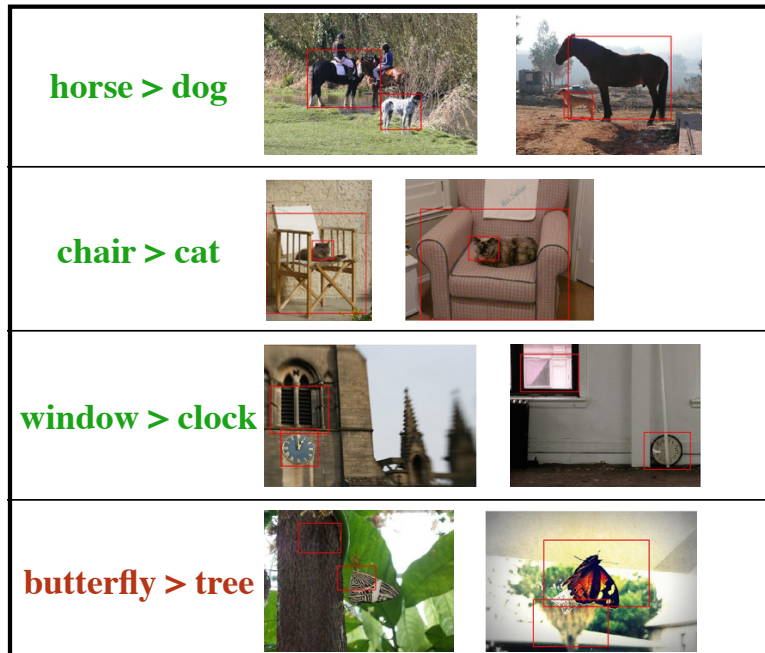 horse > dog
chair > cat
window > clock
butterfly > tree